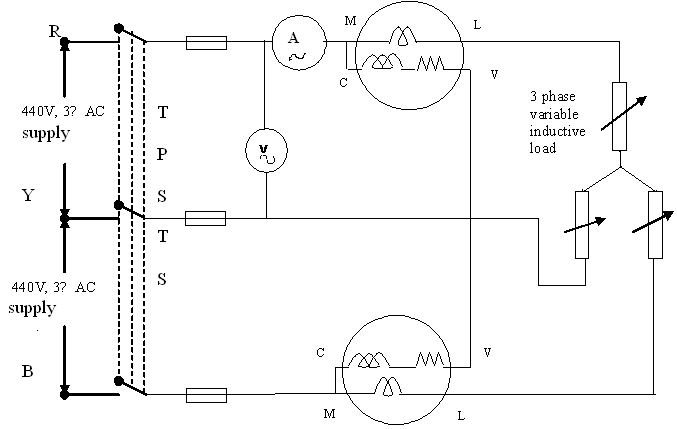 R
M
L
A
C
V
440V, 3? AC
supply
T
P
S
T
S
3 phase
variable
inductive
load
V
Y
440V, 3? AC
supply
C
V
B
M
L